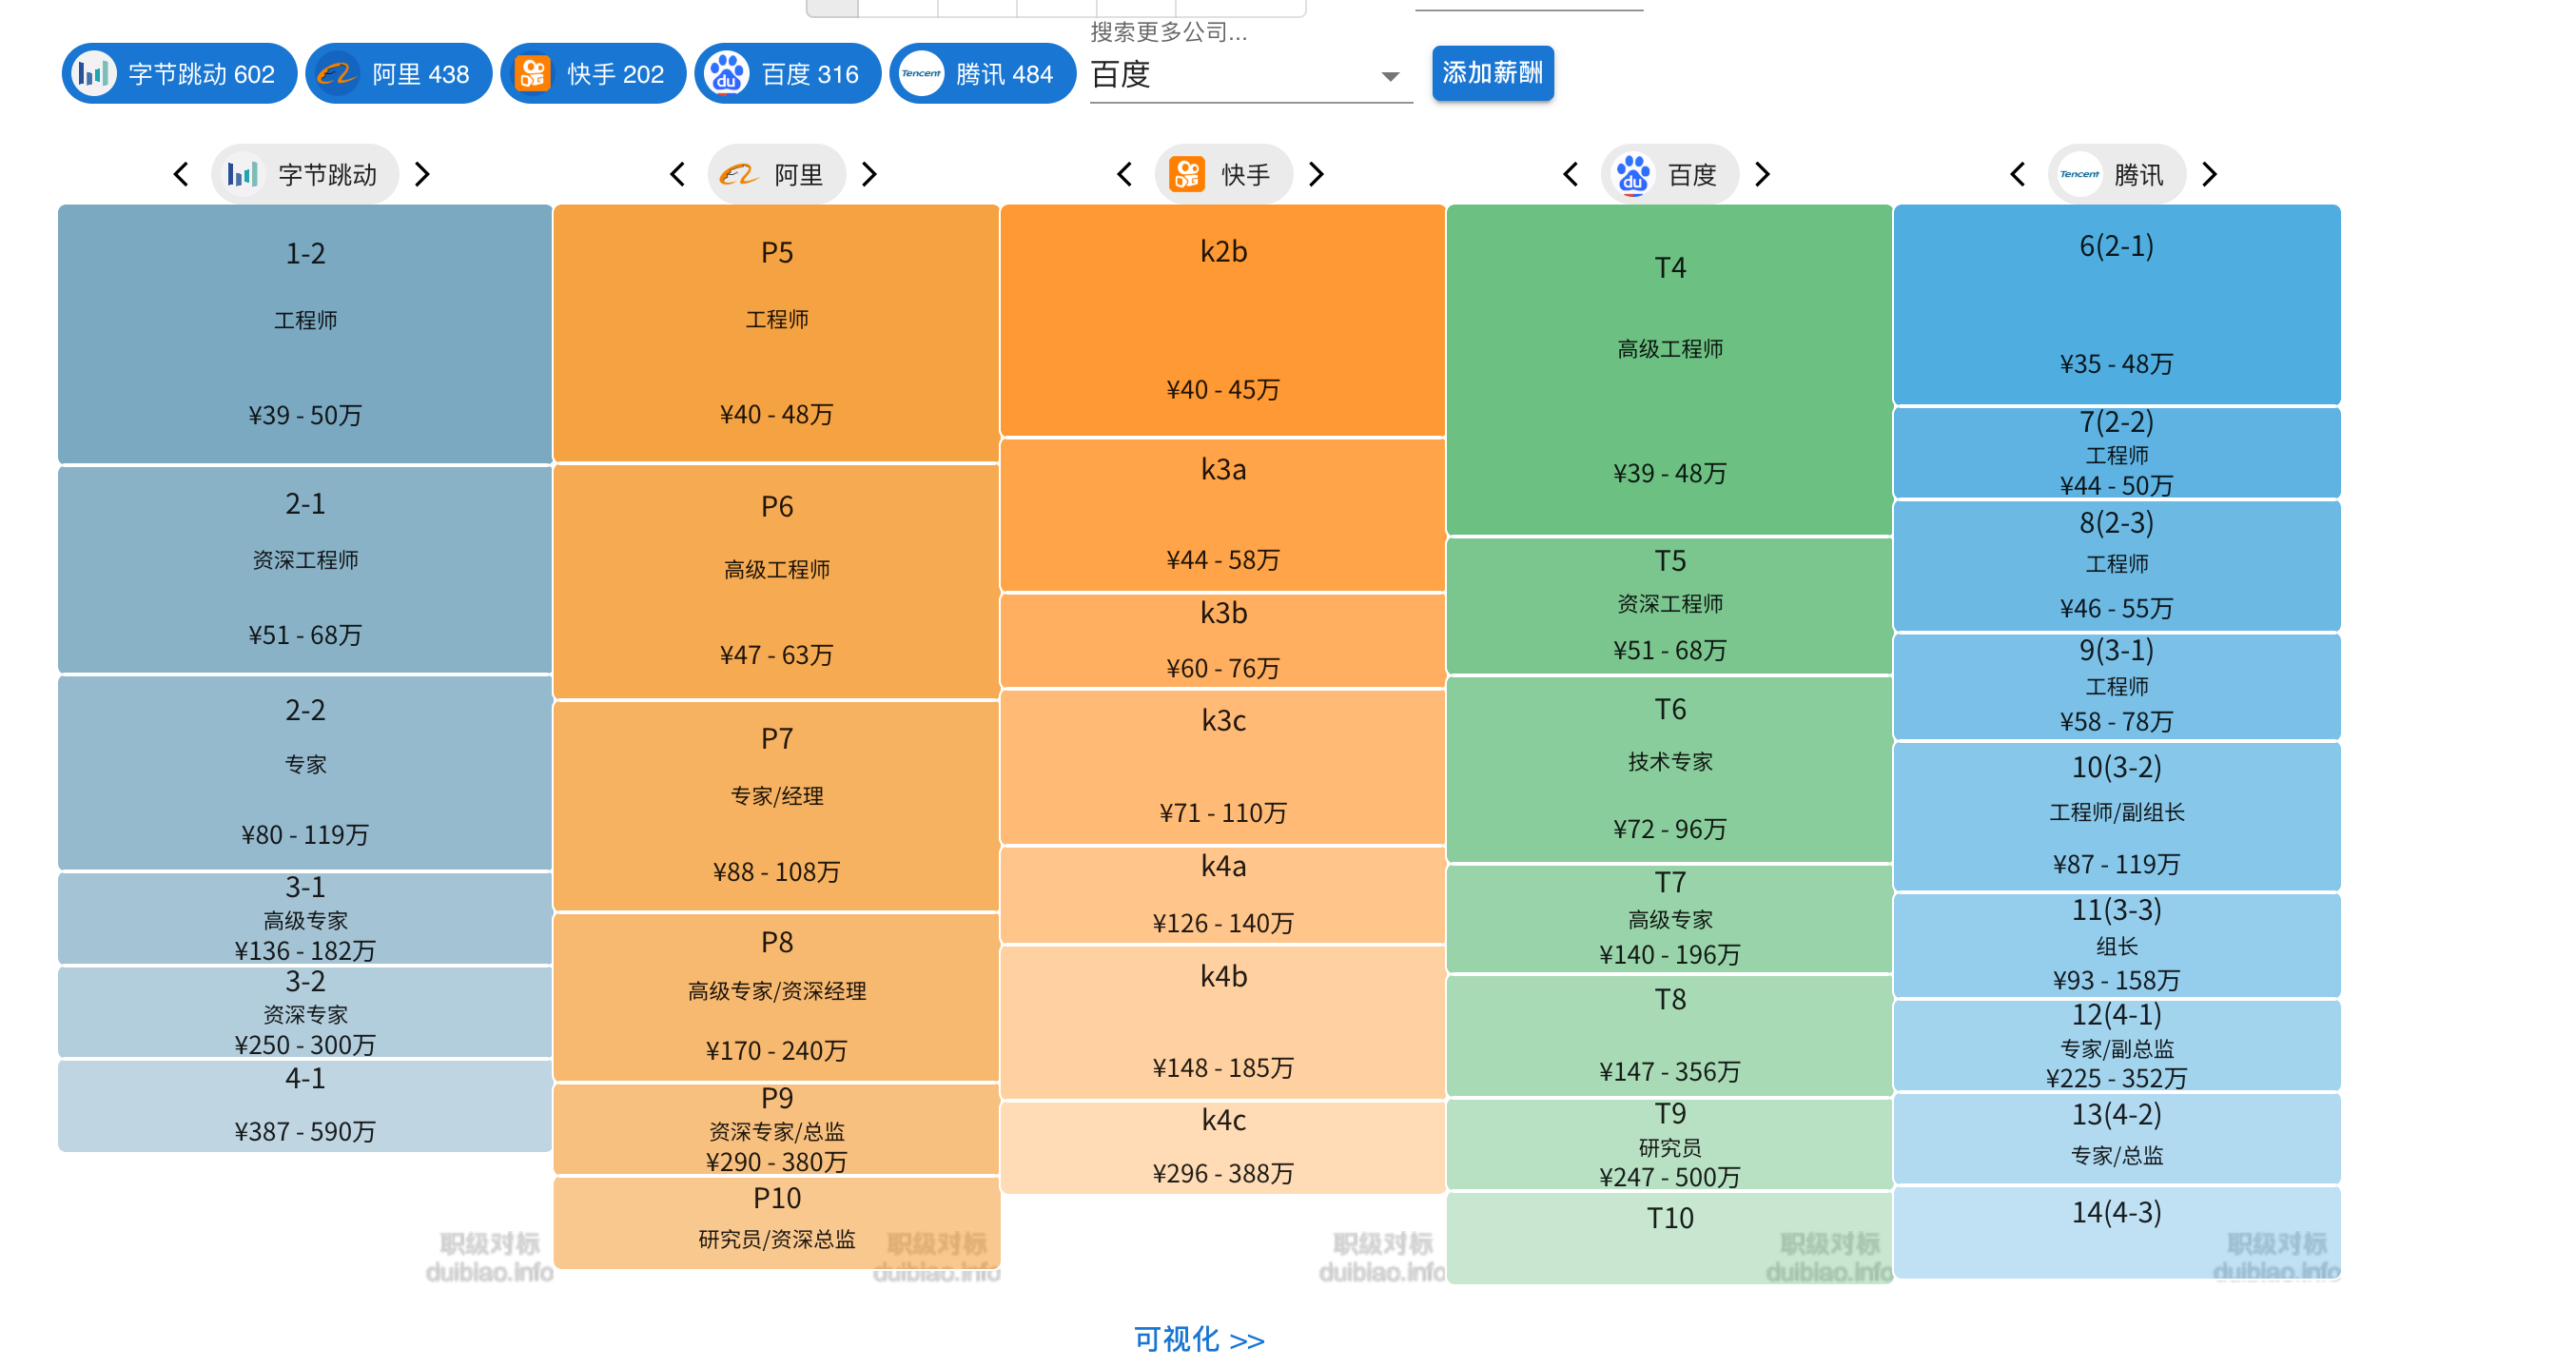 搜索更多公司...
字节跳动 602
阿里 438
快手 202
du
百度 316
Tencent
腾讯 484
百度
添加薪酬
字节跳动
阿里
快手
du
百度
Tencent
腾讯
1-2
工程师
¥39 - 50万
2-1
资深工程师
¥51 - 68万
2-2
专家
¥80 - 119万
3-1
高级专家
¥136 - 182万
3-2
资深专家
¥250 - 300万
4-1
¥387 - 590万
职级对标
duibiao.info
P5
工程师
¥40 - 48万
P6
高级工程师
¥47 - 63万
P7
专家/经理
¥88 - 108万
P8
高级专家/资深经理
¥170 - 240万
P9
资深专家/总监
¥290 - 380万
P10
研究员/资深总监
职级对标
duibiao.info
k2b
¥40 - 45万
k3a
¥44 - 58万
k3b
¥60 - 76万
k3c
¥71 - 110万
k4a
¥126 - 140万
k4b
¥148 - 185万
k4c
¥296 - 388万
职级对标
duibiao.info
T4
高级工程师
¥39 - 48万
T5
资深工程师
¥51 - 68万
T6
技术专家
¥72 - 96万
T7
高级专家
¥140 - 196万
T8
¥147 - 356万
T9
研究员
¥247 - 500万
T10
职级对标
duibiao.info
6(2-1)
¥35 - 48万
7(2-2)
工程师
¥44 - 50万
8(2-3)
工程师
¥46 - 55万
9(3-1)
工程师
¥58 - 78万
10(3-2)
工程师/副组长
¥87 - 119万
11(3-3)
组长
¥93 - 158万
12(4-1)
专家/副总监
¥225 - 352万
13(4-2)
专家/总监
14(4-3)
职级对标
duibiao.info
可视化 >>